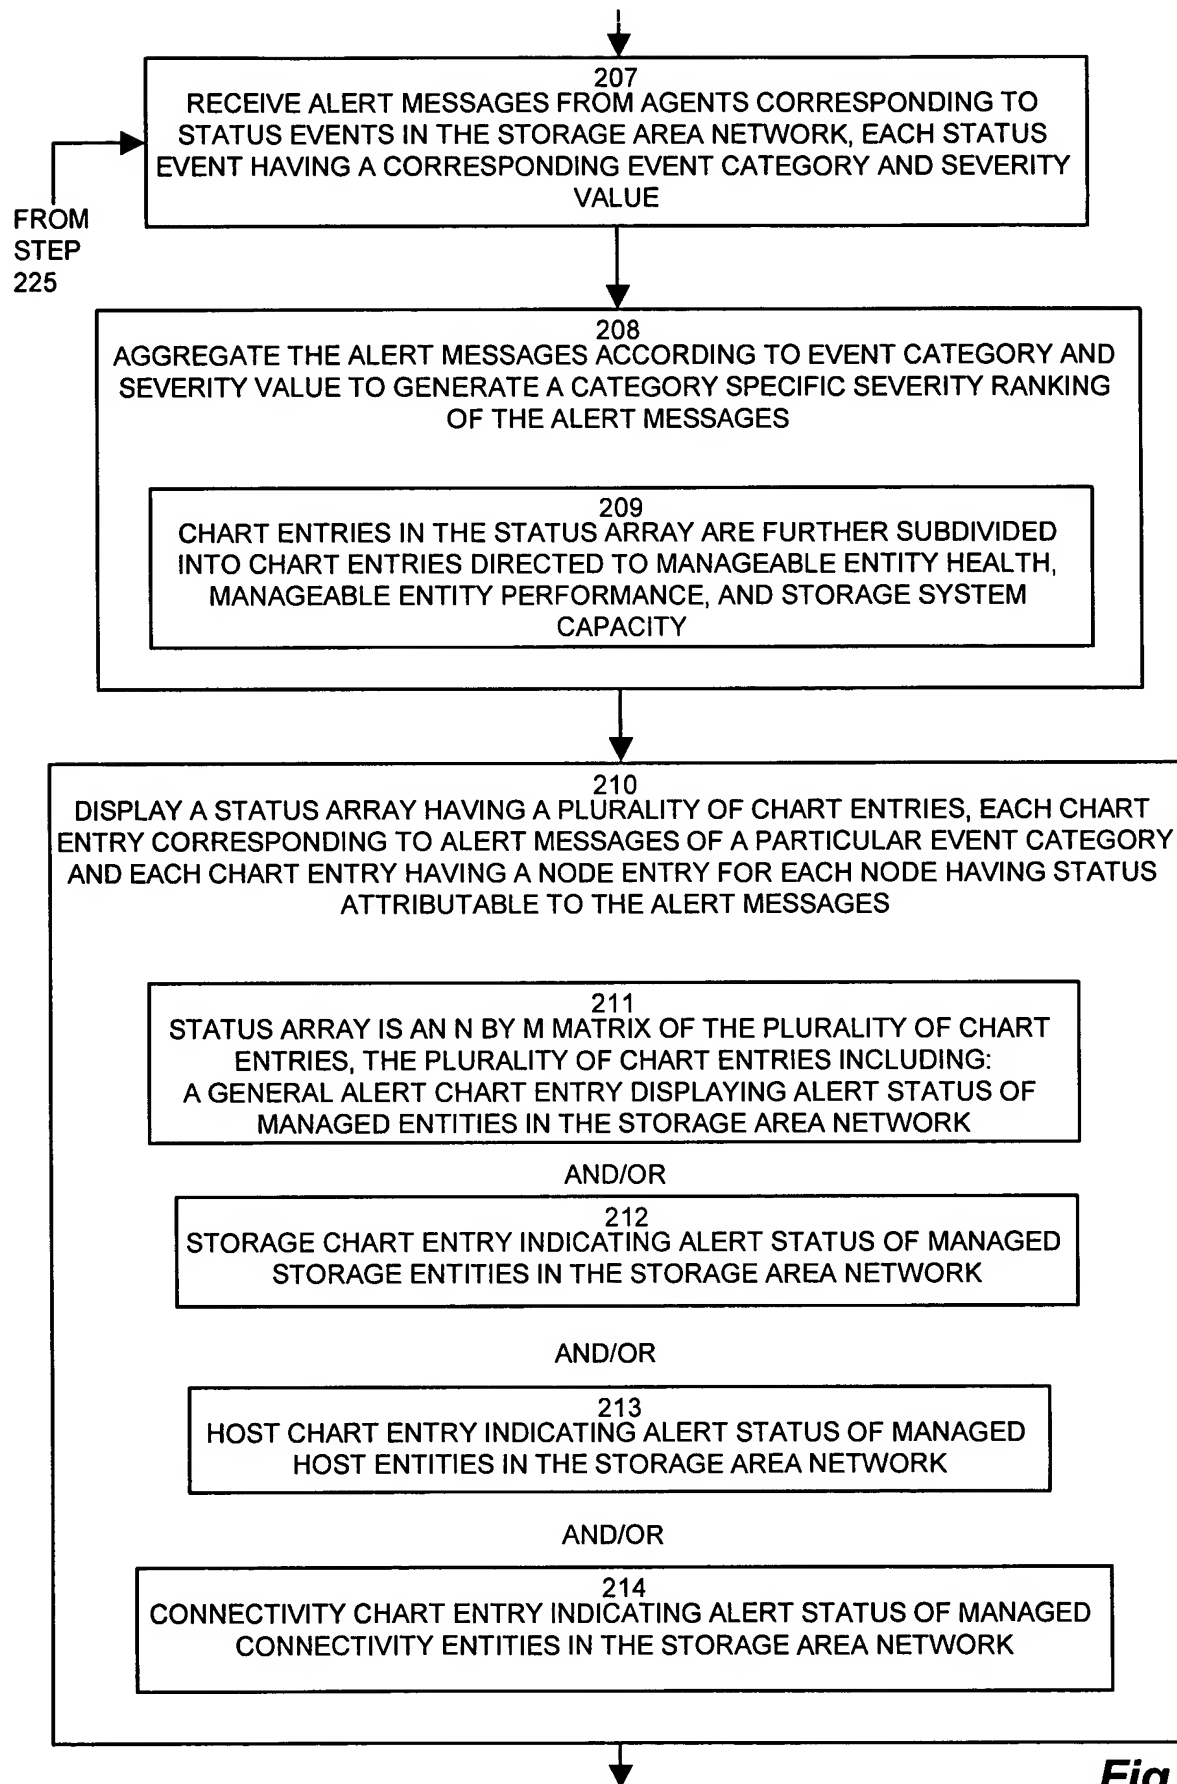 207
RECEIVE ALERT MESSAGES FROM AGENTS CORRESPONDING TO
STATUS EVENTS IN THE STORAGE AREA NETWORK, EACH STATUS
EVENT HAVING A CORRESPONDING EVENT CATEGORY AND SEVERITY
VALUE
FROM
STEP
225
208
AGGREGATE THE ALERT MESSAGES ACCORDING TO EVENT CATEGORY AND
SEVERITY VALUE TO GENERATE A CATEGORY SPECIFIC SEVERITY RANKING
OF THE ALERT MESSAGES
209
CHART ENTRIES IN THE STATUS ARRAY ARE FURTHER SUBDIVIDED
INTO CHART ENTRIES DIRECTED TO MANAGEABLE ENTITY HEALTH,
MANAGEABLE ENTITY PERFORMANCE, AND STORAGE SYSTEM
CAPACITY
210
DISPLAY A STATUS ARRAY HAVING A PLURALITY OF CHART ENTRIES, EACH CHART
ENTRY CORRESPONDING TO ALERT MESSAGES OF A PARTICULAR EVENT CATEGORY
AND EACH CHART ENTRY HAVING A NODE ENTRY FOR EACH NODE HAVING STATUS
ATTRIBUTABLE TO THE ALERT MESSAGES
211
STATUS ARRAY IS AN N BY M MATRIX OF THE PLURALITY OF CHART
ENTRIES, THE PLURALITY OF CHART ENTRIES INCLUDING:
A GENERAL ALERT CHART ENTRY DISPLAYING ALERT STATUS OF
MANAGED ENTITIES IN THE STORAGE AREA NETWORK
AND/OR
212
STORAGE CHART ENTRY INDICATING ALERT STATUS OF MANAGED
STORAGE ENTITIES IN THE STORAGE AREA NETWORK
AND/OR
213
HOST CHART ENTRY INDICATING ALERT STATUS OF MANAGED
HOST ENTITIES IN THE STORAGE AREA NETWORK
AND/OR
214
CONNECTIVITY CHART ENTRY INDICATING ALERT STATUS OF MANAGED
CONNECTIVITY ENTITIES IN THE STORAGE AREA NETWORK
Fig